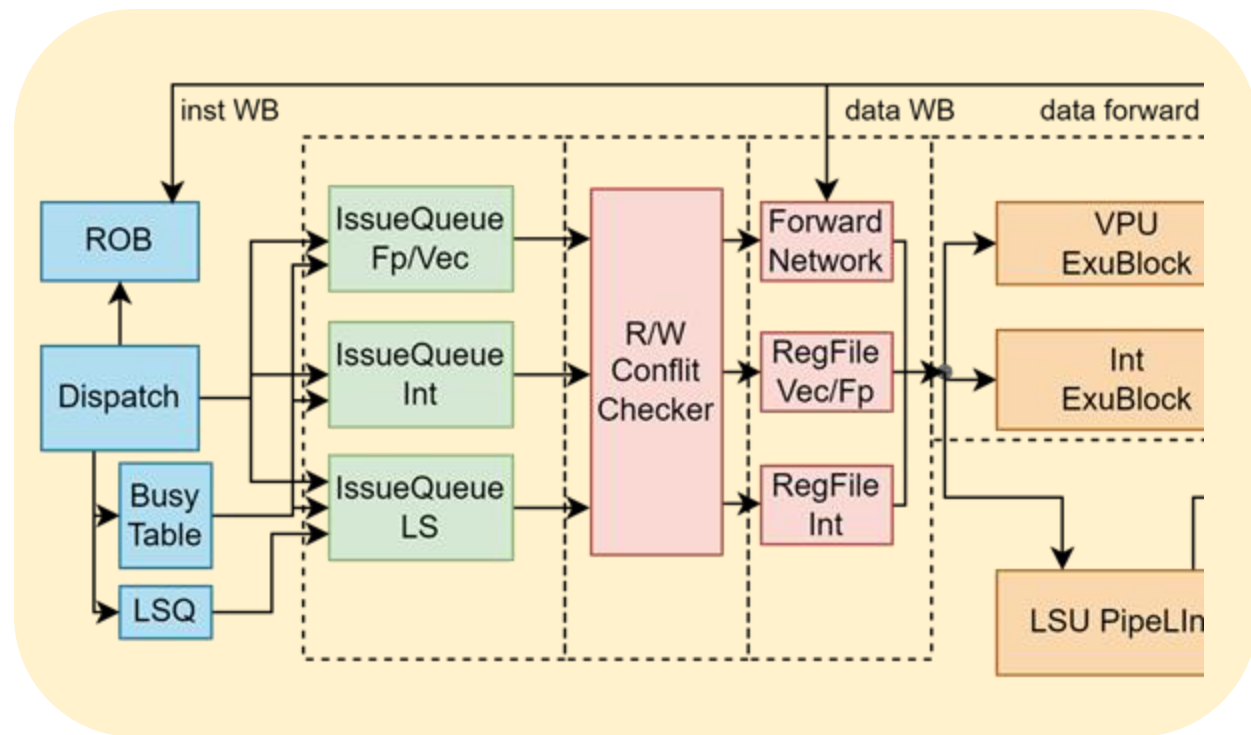 inst WB
data WB
data forward
ROB
Dispatch
Busy
Table
LSQ
IssueQueue
Fp/Vec
IssueQueue
Int
IssueQueue
LS
R/W
Conflit
Checker
Forward
Network
RegFile
Vec/Fp
RegFile
Int
VPU
ExuBlock
Int
ExuBlock
LSU PipeLIn